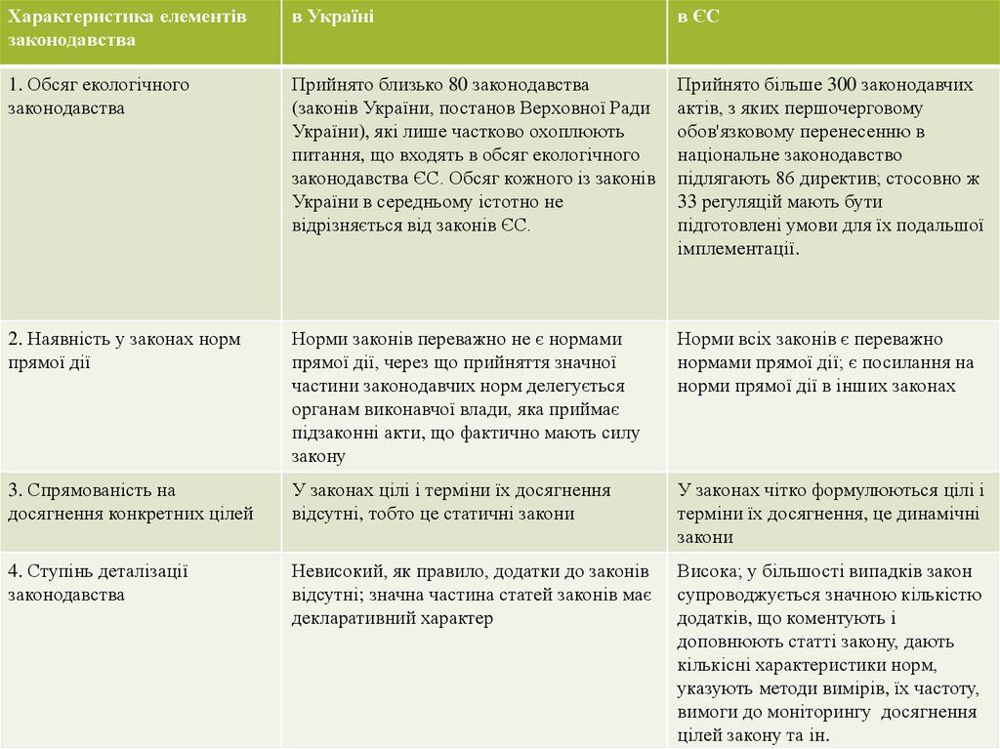 Характеристика елементів
законодавства
в Україні
в ЄС
1. Обсяг екологічного
законодавства
Прийнято близько 80 законодавства
(законів України, постанов Верховної Ради
України), які лише частково охоплюють
питання, що входять в обсяг екологічного
законодавства ЄС. Обсяг кожного із законів
України в середньому істотно не
відрізняється від законів ЄС.
Прийнято більше 300 законодавчих
актів, з яких першочерговому
обов'язковому перенесенню в
національне законодавство
підлягають 86 директив; стосовно ж
33 регуляцій мають бути
підготовлені умови для їх подальшої
імплементації.
2. Наявність у законах норм
прямої дії
Норми законів переважно не є нормами
прямої дії, через що прийняття значної
частини законодавчих норм делегується
органам виконавчої влади, яка приймає
підзаконні акти, що фактично мають силу
закону
Норми всіх законів є переважно
нормами прямої дії; є посилання на
норми прямої дії в інших законах
3. Спрямованість на
досягнення конкретних цілей
У законах цілі і терміни їх досягнення
відсутні, тобто це статичні закони
У законах чітко формулюються цілі і
терміни їх досягнення, це динамічні
закони
4. Ступінь деталізації
законодавства
Невисокий, як правило, додатки до законів
відсутні; значна частина статей законів має
декларативний характер
Висока; у більшості випадків закон
супроводжується значною кількістю
додатків, що коментують і
доповнюють статті закону, дають
кількісні характеристики норм,
указують методи вимірів, їх частоту,
вимоги до моніторингу досягнення
цілей закону та ін.